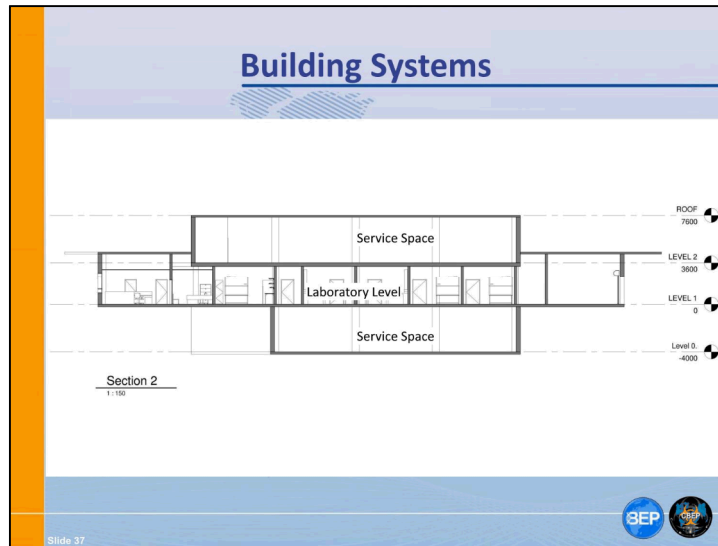 Building Systems
ROOF
7600
Service Space
LEVEL 2
3600
Laboratory Level
LEVEL 1
0
Service Space
Level 0.
-4000
Section 2
1 : 150
BEP
CBEP
Slide 37